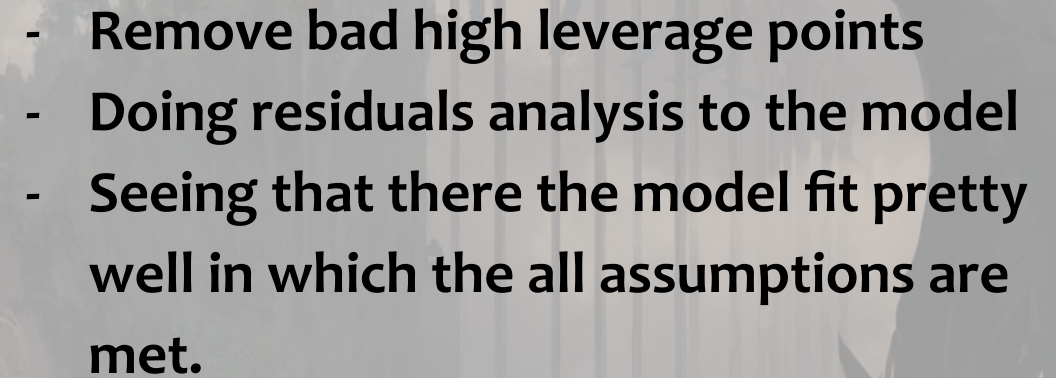 - Remove bad high leverage points
- Doing residuals analysis to the model
- Seeing that there the model fit pretty
well in which the all assumptions are
met.